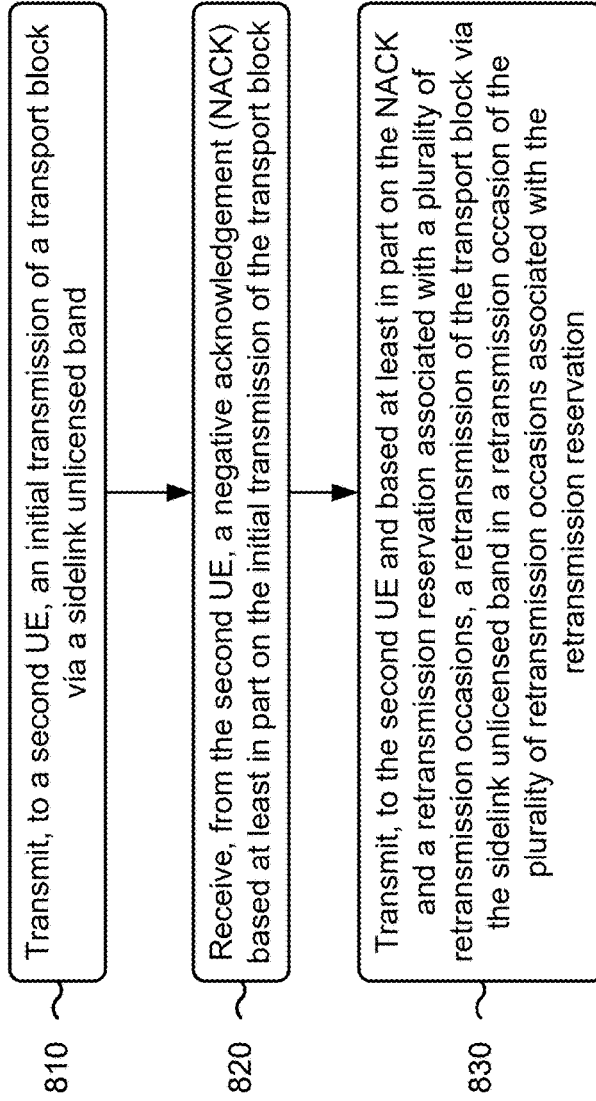 810
Transmit, to a second UE, an initial transmission of a transport block
via a sidelink unlicensed band
820
Receive, from the second UE, a negative acknowledgement (NACK)
based at least in part on the initial transmission of the transport block
830
Transmit, to the second UE and based at least in part on the NACK
and a retransmission reservation associated with a plurality of
retransmission occasions, a retransmission of the transport block via
the sidelink unlicensed band in a retransmission occasion of the
plurality of retransmission occasions associated with the
retransmission reservation